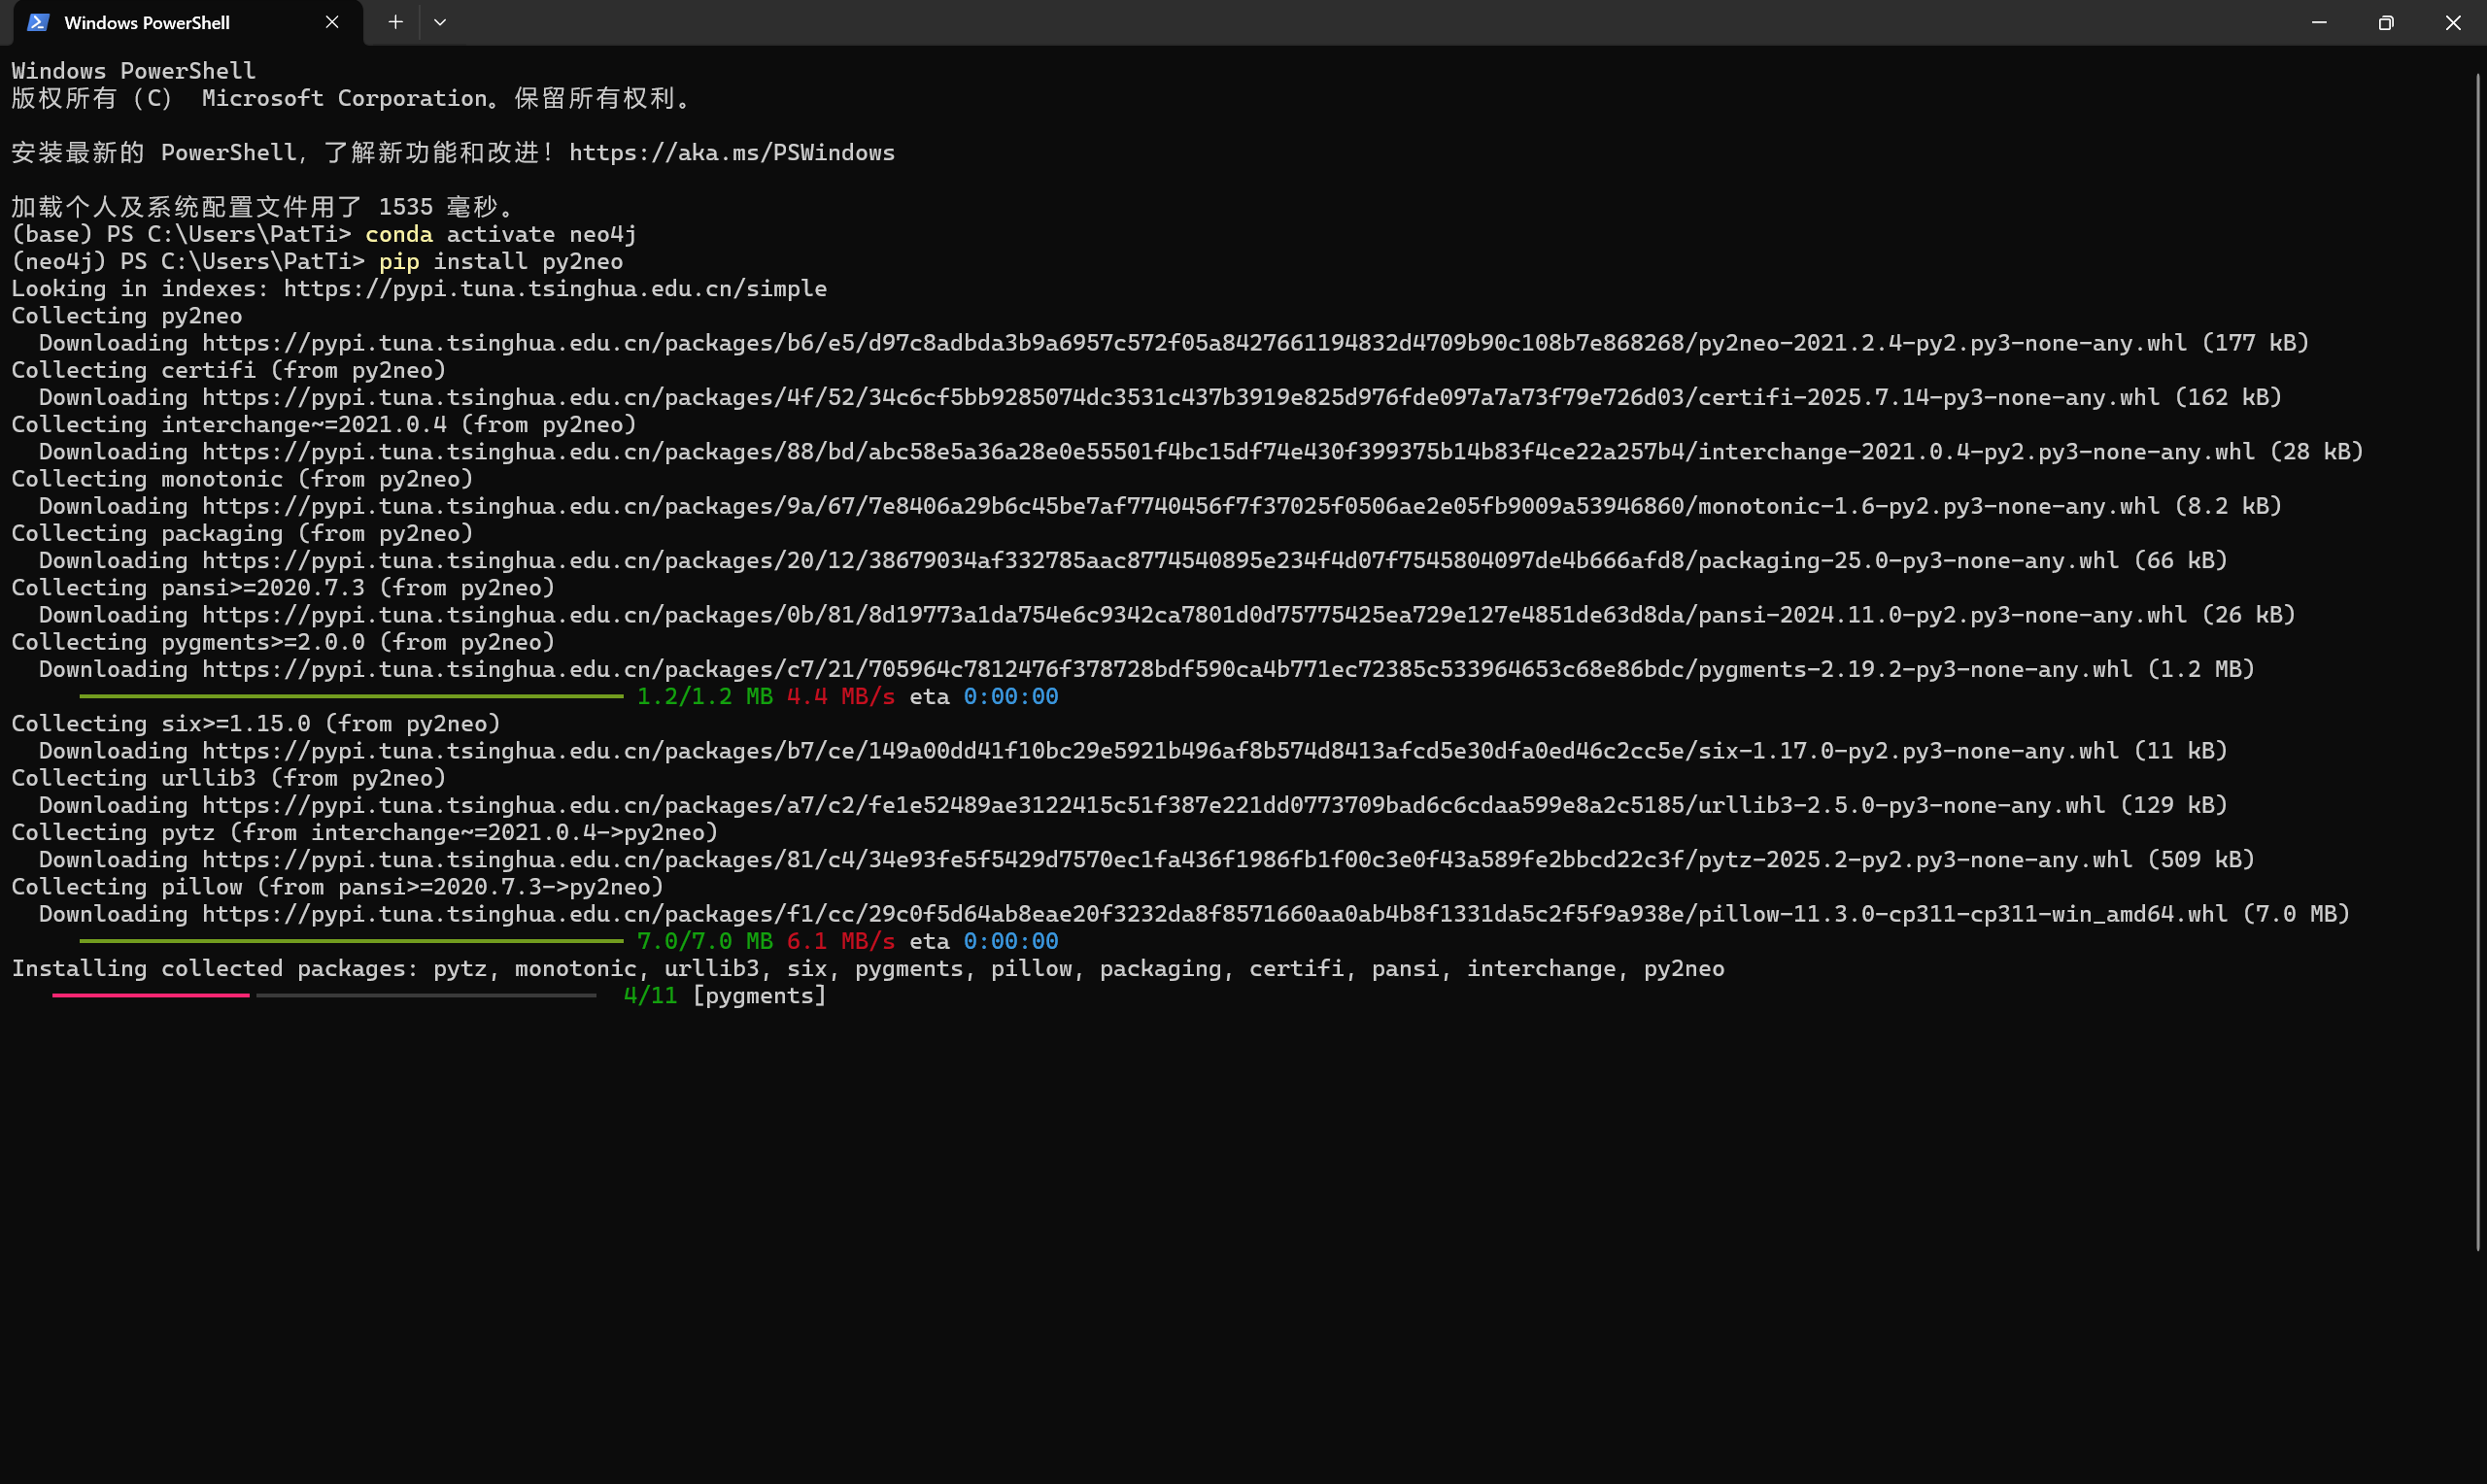 Windows PowerShell
Windows PowerShell
版权所有（C） Microsoft Corporation。保留所有权利。
安装最新的 PowerShell，了解新功能和改进！https://aka.ms/PSWindows
加载个人及系统配置文件用了 1535 毫秒。
(base) PS C:\Users\PatTi> conda activate neo4j
(neo4j) PS C:\Users\PatTi> pip install py2neo
Looking in indexes: https://pypi.tuna.tsinghua.edu.cn/simple
Collecting py2neo
  Downloading https://pypi.tuna.tsinghua.edu.cn/packages/b6/e5/d97c8adbda3b9a6957c572f05a8427661194832d4709b90c108b7e868268/py2neo-2021.2.4-py2.py3-none-any.whl (177 kB)
Collecting certifi (from py2neo)
  Downloading https://pypi.tuna.tsinghua.edu.cn/packages/4f/52/34c6cf5bb9285074dc3531c437b3919e825d976fde097a7a73f79e726d03/certifi-2025.7.14-py3-none-any.whl (162 kB)
Collecting interchange~=2021.0.4 (from py2neo)
  Downloading https://pypi.tuna.tsinghua.edu.cn/packages/88/bd/abc58e5a36a28e0e55501f4bc15df74e430f399375b14b83f4ce22a257b4/interchange-2021.0.4-py2.py3-none-any.whl (28 kB)
Collecting monotonic (from py2neo)
  Downloading https://pypi.tuna.tsinghua.edu.cn/packages/9a/67/7e8406a29b6c45be7af7740456f7f37025f0506ae2e05fb9009a53946860/monotonic-1.6-py2.py3-none-any.whl (8.2 kB)
Collecting packaging (from py2neo)
  Downloading https://pypi.tuna.tsinghua.edu.cn/packages/20/12/38679034af332785aac8774540895e234f4d07f7545804097de4b666afd8/packaging-25.0-py3-none-any.whl (66 kB)
Collecting pansi>=2020.7.3 (from py2neo)
  Downloading https://pypi.tuna.tsinghua.edu.cn/packages/0b/81/8d19773a1da754e6c9342ca7801d0d75775425ea729e127e4851de63d8da/pansi-2024.11.0-py2.py3-none-any.whl (26 kB)
Collecting pygments>=2.0.0 (from py2neo)
  Downloading https://pypi.tuna.tsinghua.edu.cn/packages/c7/21/705964c7812476f378728bdf590ca4b771ec72385c533964653c68e86bdc/pygments-2.19.2-py3-none-any.whl (1.2 MB)
1.2/1.2 MB 4.4 MB/s eta 0:00:00
Collecting six>=1.15.0 (from py2neo)
  Downloading https://pypi.tuna.tsinghua.edu.cn/packages/b7/ce/149a00dd41f10bc29e5921b496af8b574d8413afcd5e30dfa0ed46c2cc5e/six-1.17.0-py2.py3-none-any.whl (11 kB)
Collecting urllib3 (from py2neo)
  Downloading https://pypi.tuna.tsinghua.edu.cn/packages/a7/c2/fe1e52489ae3122415c51f387e221dd0773709bad6c6cdaa599e8a2c5185/urllib3-2.5.0-py3-none-any.whl (129 kB)
Collecting pytz (from interchange~=2021.0.4->py2neo)
  Downloading https://pypi.tuna.tsinghua.edu.cn/packages/81/c4/34e93fe5f5429d7570ec1fa436f1986fb1f00c3e0f43a589fe2bbcd22c3f/pytz-2025.2-py2.py3-none-any.whl (509 kB)
Collecting pillow (from pansi>=2020.7.3->py2neo)
  Downloading https://pypi.tuna.tsinghua.edu.cn/packages/f1/cc/29c0f5d64ab8eae20f3232da8f8571660aa0ab4b8f1331da5c2f5f9a938e/pillow-11.3.0-cp311-cp311-win_amd64.whl (7.0 MB)
7.0/7.0 MB 6.1 MB/s eta 0:00:00
Installing collected packages: pytz, monotonic, urllib3, six, pygments, pillow, packaging, certifi, pansi, interchange, py2neo
4/11 [pygments]